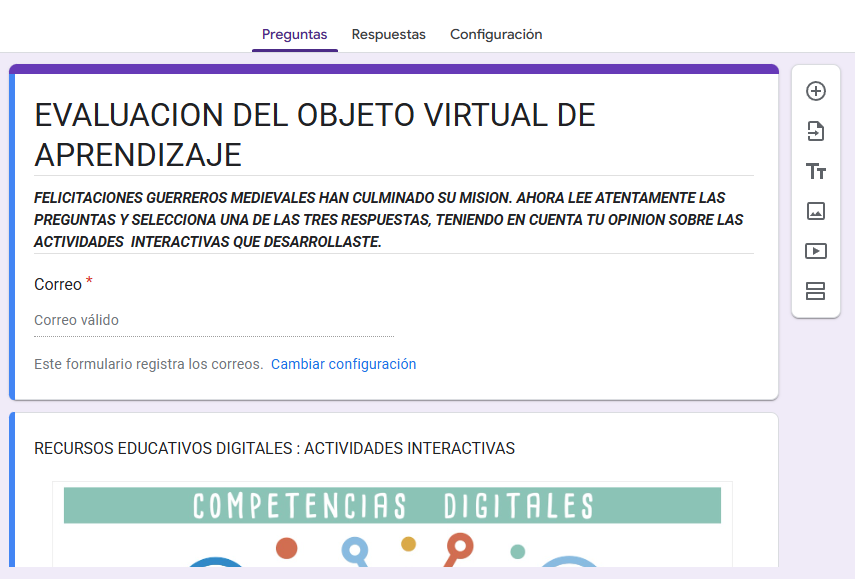 Preguntas Respuestas Configuración
EVALUACION DEL OBJETO VIRTUAL DE
APRENDIZAJE
FELICITACIONES GUERREROS MEDIEVALES HAN CULMINADO SU MISION. AHORA LEE ATENTAMENTE LAS
PREGUNTAS Y SELECCIONA UNA DE LAS TRES RESPUESTAS, TENIENDO EN CUENTA TU OPINION SOBRE LAS
ACTIVIDADES INTERACTIVAS QUE DESARROLLASTE.
Correo *
Correo válido
Este formulario registra los correos. Cambiar configuración
RECURSOS EDUCATIVOS DIGITALES : ACTIVIDADES INTERACTIVAS
COMPETENCIAS DIGITALES